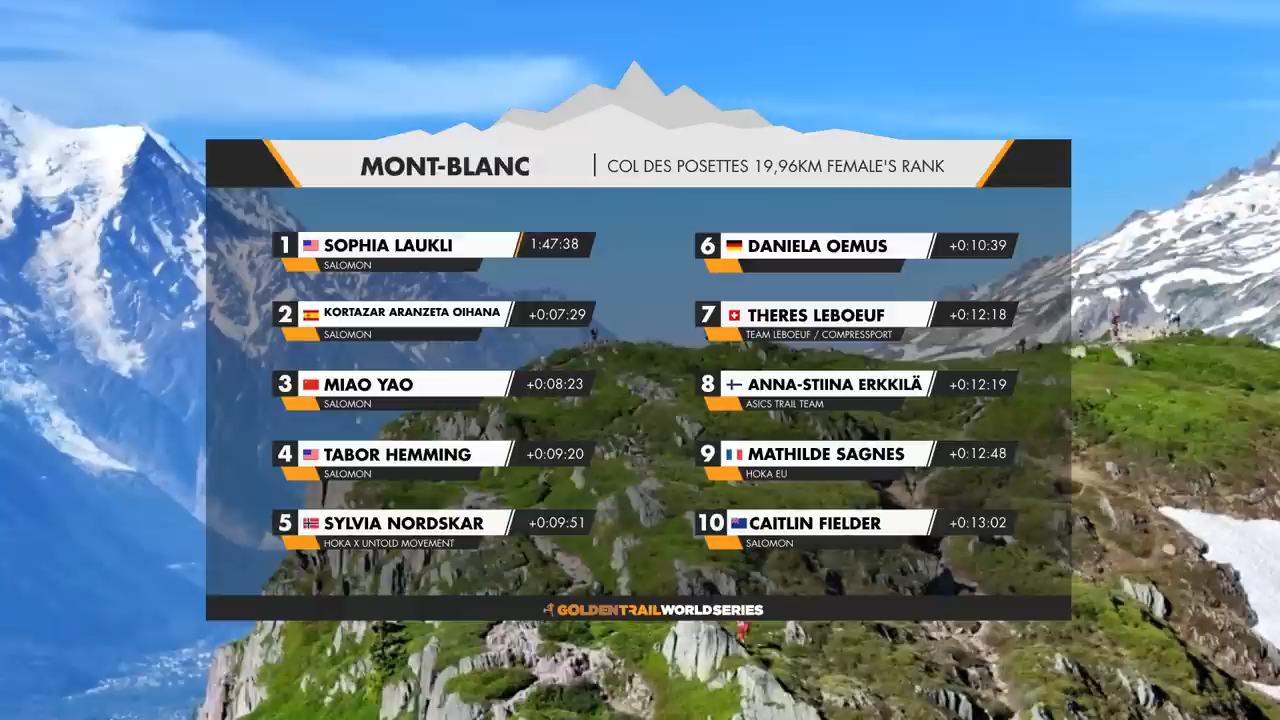 MONT-BLANC | COL DES POSETTES 19,96KM FEMALE'S RANK
1 SOPHIA LAUKLI 1:47:38
SALOMON
2 KORTAZAR ARANZETA OIHANA +0:07:29
SALOMON
3 MIAO YAO +0:08:23
SALOMON
4 TABOR HEMMING +0:09:20
SALOMON
5 SYLVIA NORDSKAR +0:09:51
HOKA X UNTOLD MOVEMENT
6 DANIELA OEMUS +0:10:39
7 THERES LEBOEUF +0:12:18
TEAM LEBOEUF / COMPRESSPORT
8 ANNA-STIINA ERKKILÄ +0:12:19
ASICS TRAIL TEAM
9 MATHILDE SAGNES +0:12:48
HOKA EU
10 CAITLIN FIELDER +0:13:02
SALOMON
GOLDENTRAILWORLDSERIES